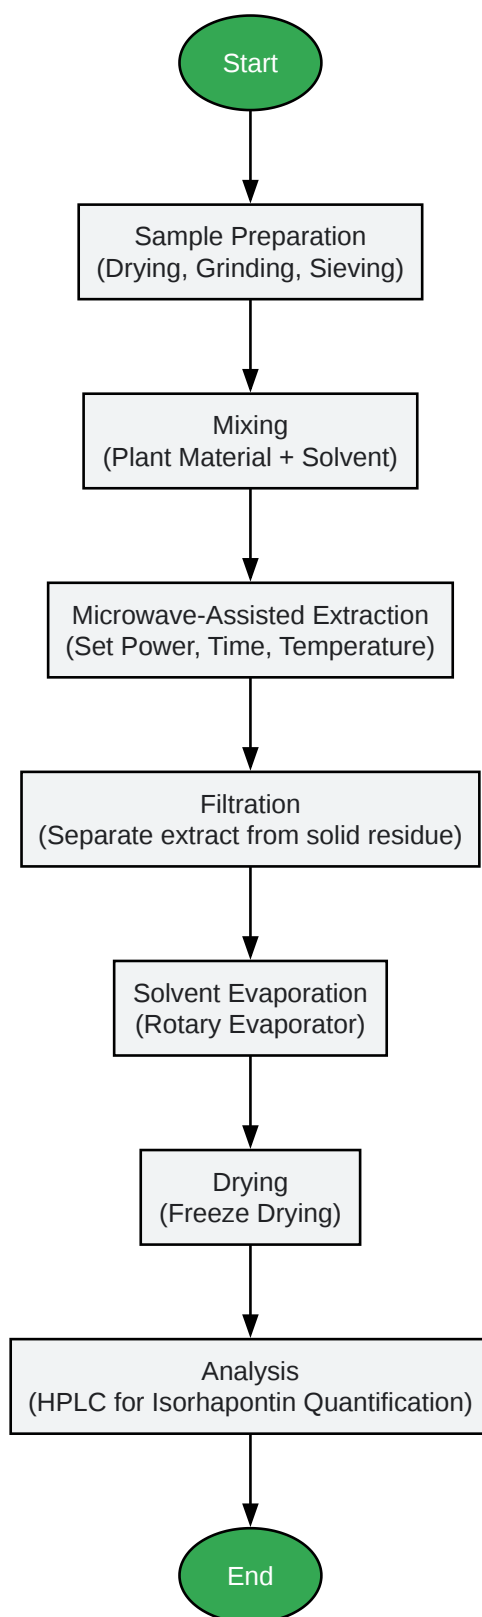 Start
Sample Preparation
(Drying, Grinding, Sieving)
Mixing
(Plant Material + Solvent)
Microwave-Assisted Extraction
(Set Power, Time, Temperature)
Filtration
(Separate extract from solid residue)
Solvent Evaporation
(Rotary Evaporator)
Drying
(Freeze Drying)
Analysis
(HPLC for Isorhapontin Quantification)
End